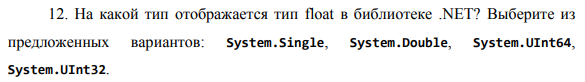 12. На какой тип отображается тип float в библиотеке .NET? Выберите из
предложенных вариантов: System.Single, System.Double, System.UInt64,
System.UInt32.